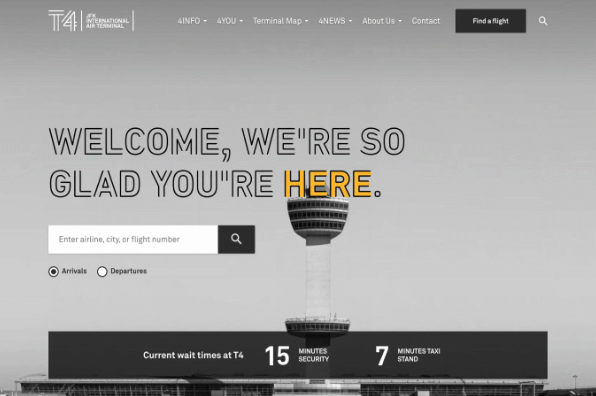 T4 JFK
INTERNATIONAL
AIR TERMINAL
4INFO
4YOU
Terminal Map
4NEWS
About Us
Contact
Find a flight
WELCOME, WE"RE SO
GLAD YOU"RE HERE.
Enter airline, city, or flight number
Arrivals
Departures
Current wait times at T4
15 MINUTES
SECURITY
7 MINUTES TAXI
STAND